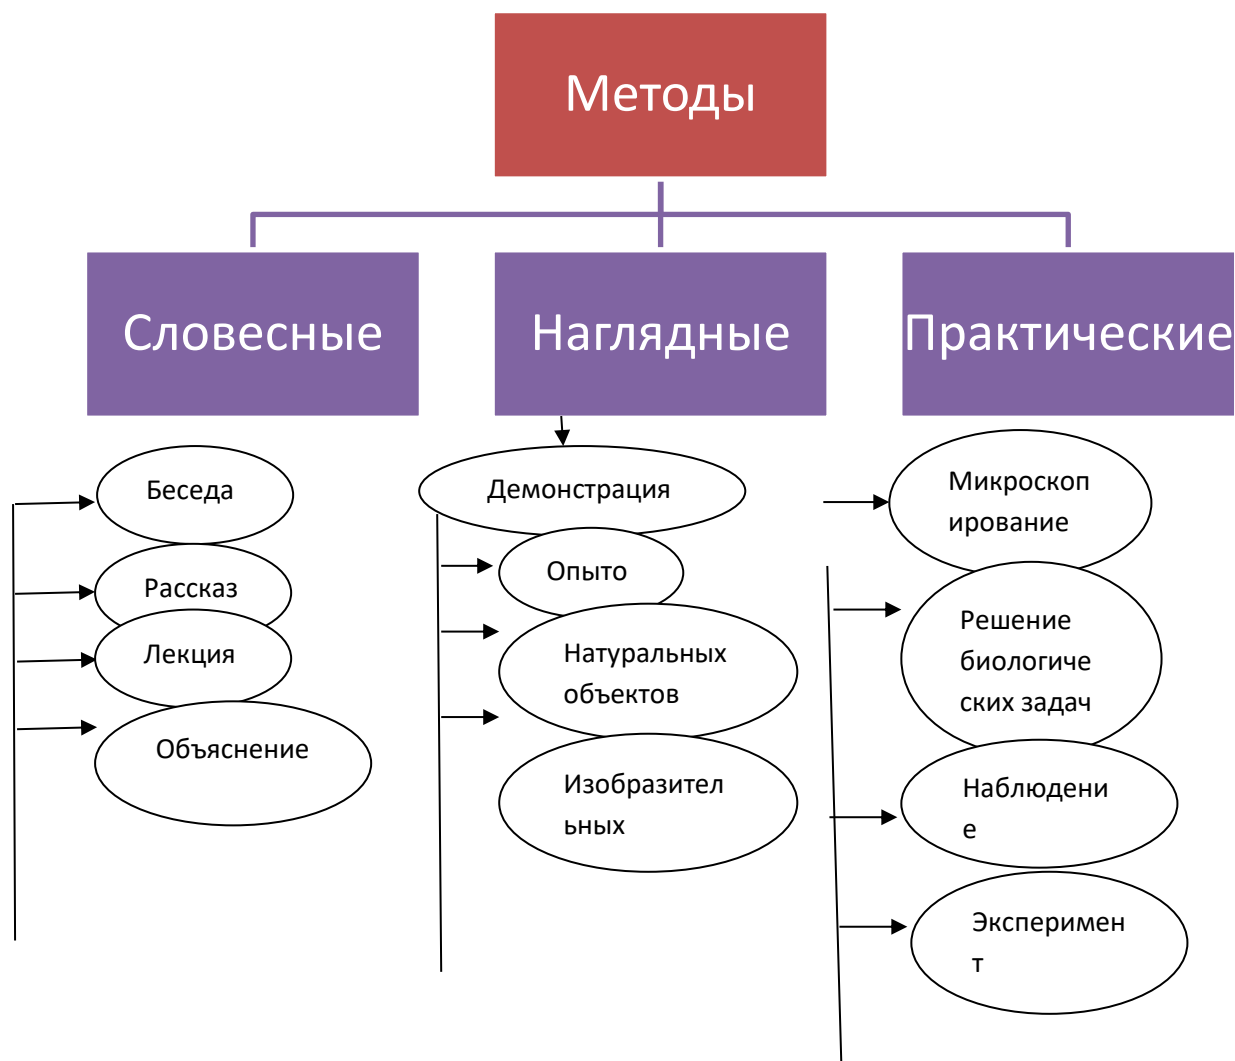 Методы
Словесные
Наглядные
Практические
Беседа
Рассказ
Лекция
Объяснение
Демонстрация
Опыто
Натуральных
объектов
Изобразител
ьных
Микроскоп
ирование
Решение
биологиче
ских задач
Наблюдени
е
Эксперимен
т